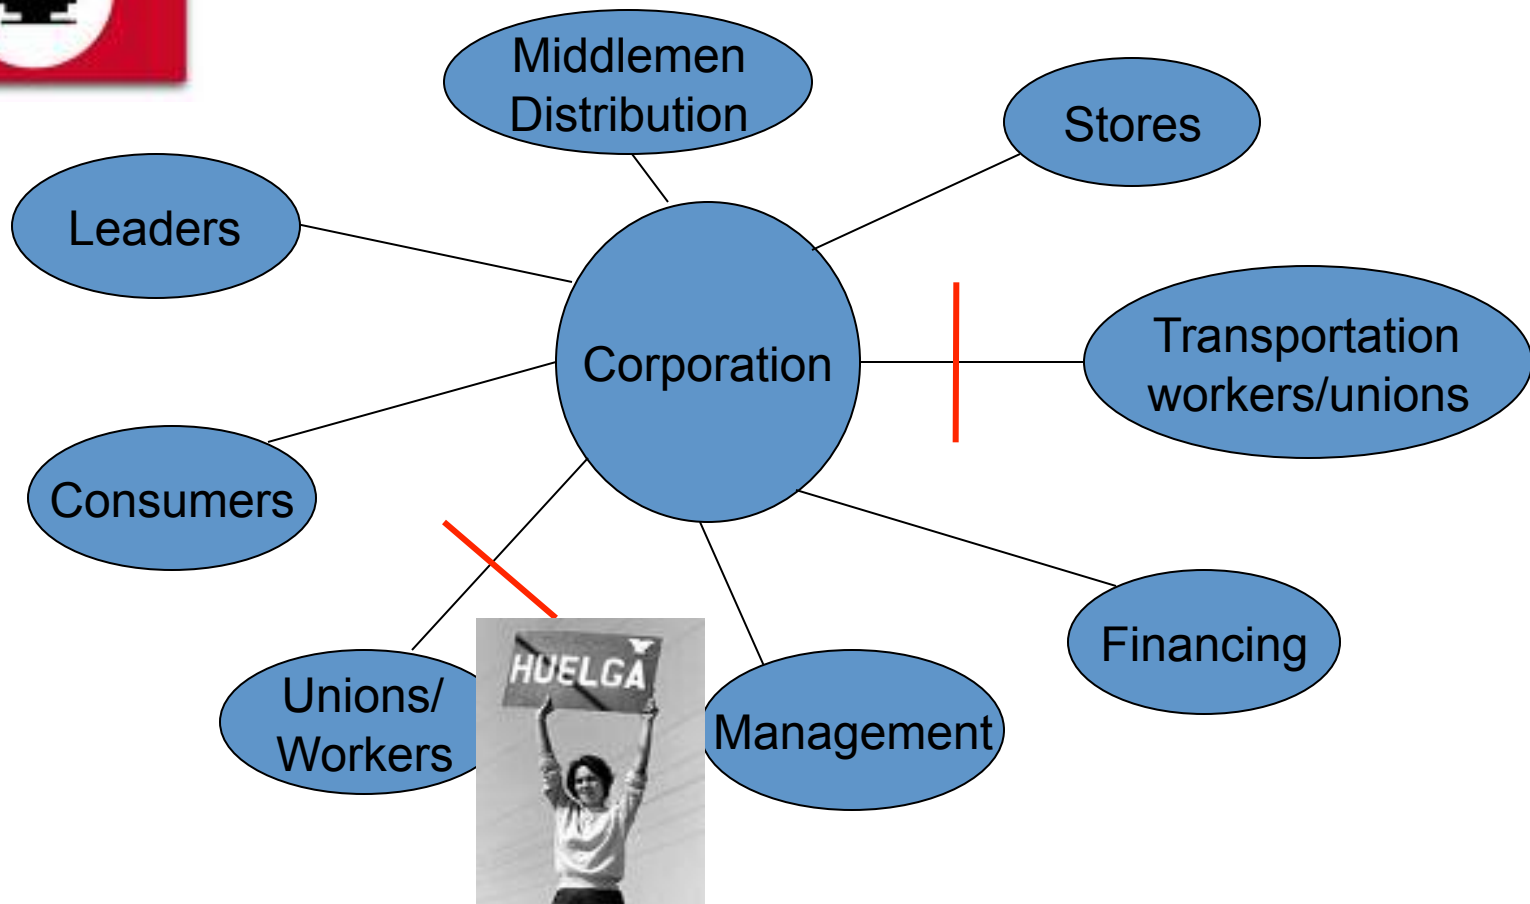 Middlemen
Distribution
Stores
Leaders
Transportation
workers/unions
Corporation
Consumers
Financing
Unions/
Workers
HUELGA
Management